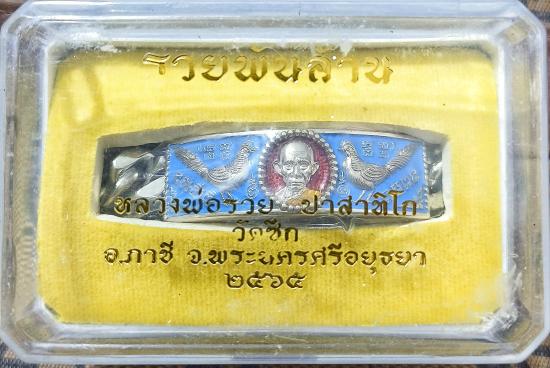 รวยพันล้าน
หลวงพ่อรวย ปาสาทิโก
วัดซึก
อ.ภาชี จ.พระนครศรีอยุธยา
๒๕๖๕